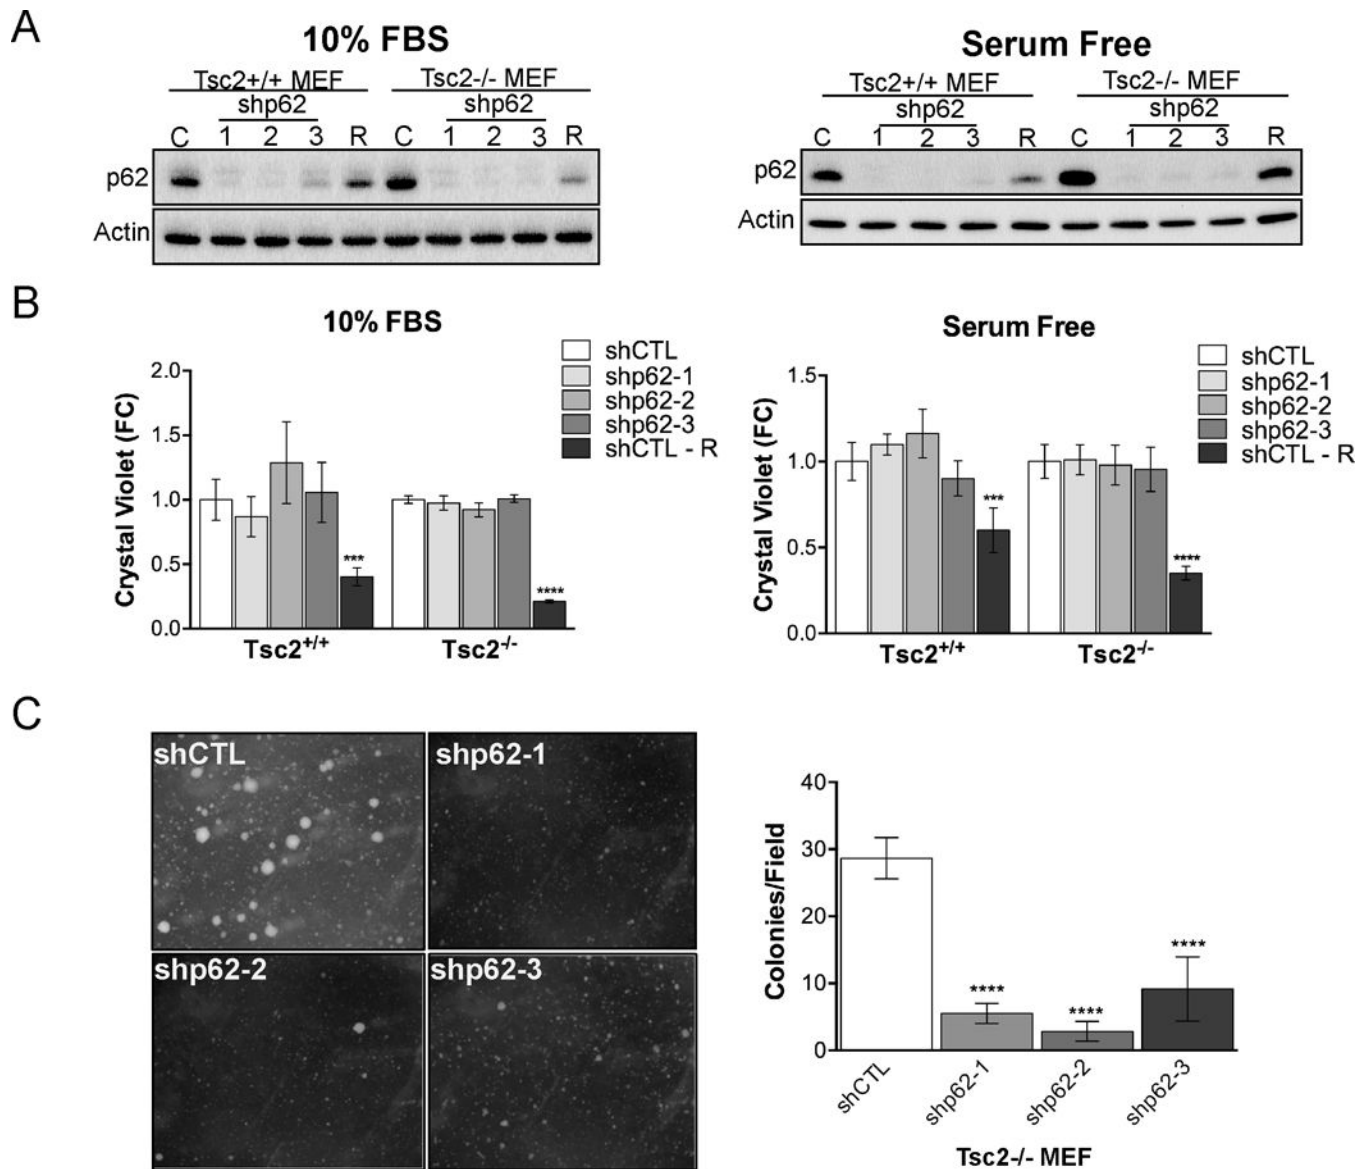 A
10% FBS
Serum Free
Tsc2+/+ MEF Tsc2-/- MEF
shp62
C 1 2 3 R C 1 2 3 R
p62
Actin
Tsc2+/+ MEF Tsc2-/- MEF
shp62 shp62
C 1 2 3 R C 1 2 3 R
p62
Actin
B
10% FBS
shCTL
shp62-1
shp62-2
shp62-3
shCTL - R
Crystal Violet (FC)
2.0
1.5
1.0
0.5
0.0
***
****
Tsc2+/+ Tsc2-/-
Serum Free
shCTL
shp62-1
shp62-2
shp62-3
shCTL - R
Crystal Violet (FC)
1.5
1.0
0.5
0.0
***
****
Tsc2+/+ Tsc2-/-
C
shCTL shp62-1
shp62-2 shp62-3
Colonies/Field
40
30
20
10
0
****
****
****
shCTL shp62-1 shp62-2 shp62-3
Tsc2-/- MEF